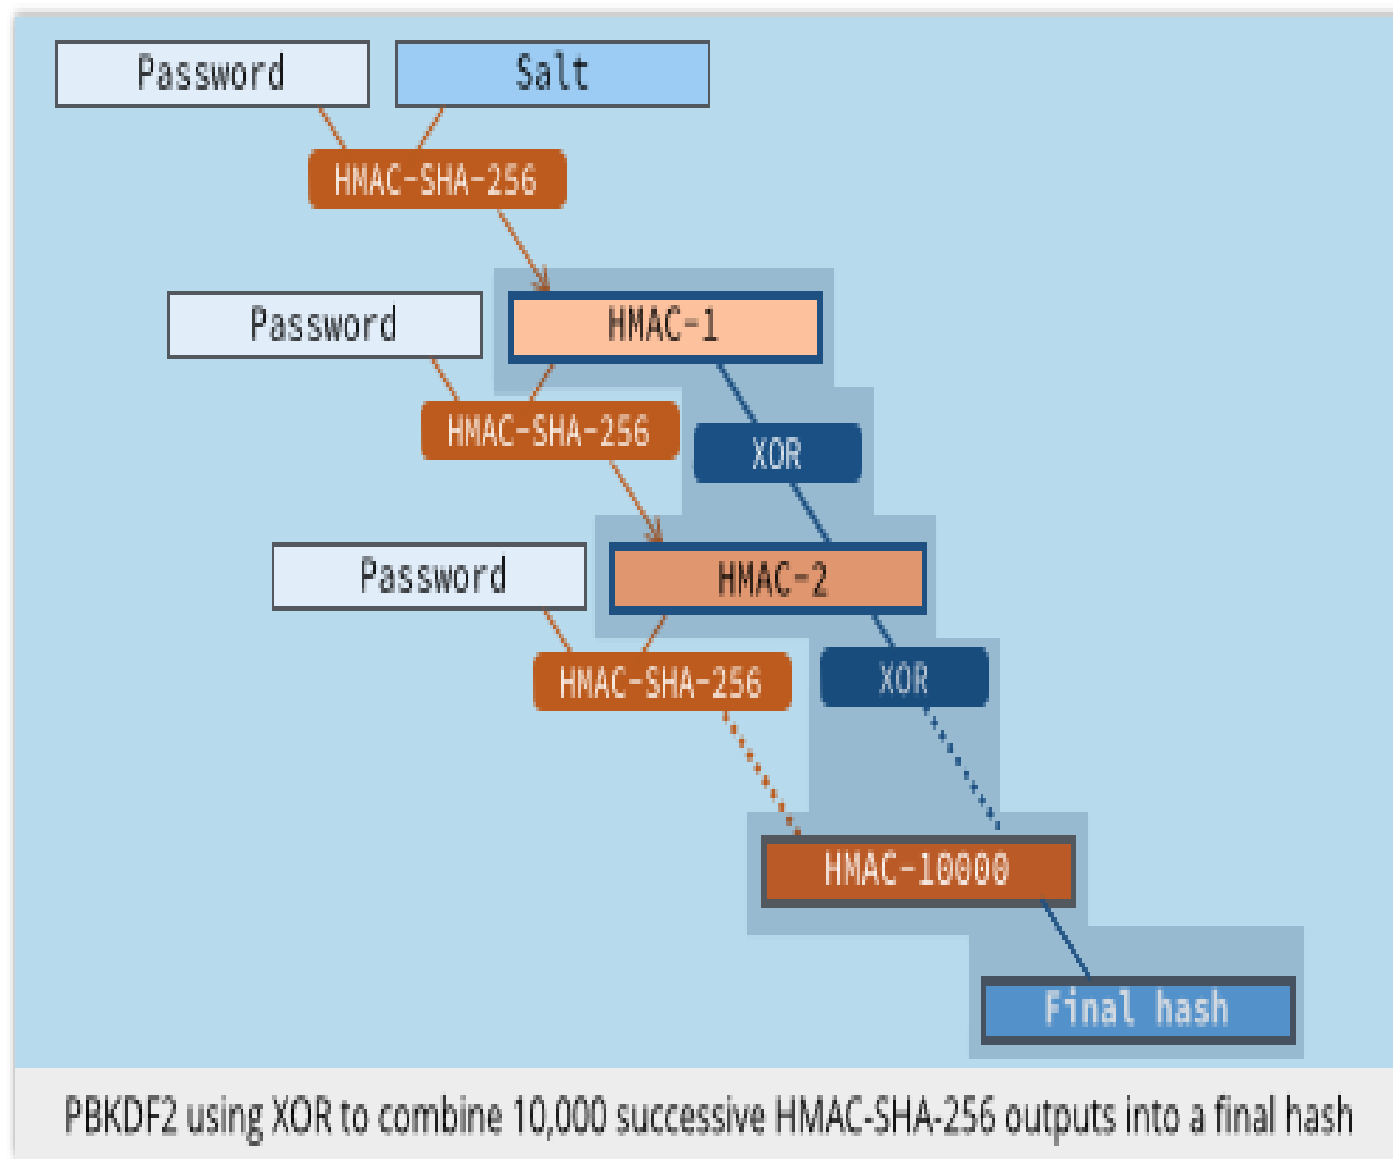 Password
Salt
HMAC-SHA-256
Password
HMAC-1
HMAC-SHA-256
XOR
Password
HMAC-2
HMAC-SHA-256
XOR
HMAC-10000
Final hash
PBKDF2 using XOR to combine 10,000 successive HMAC-SHA-256 outputs into a final hash